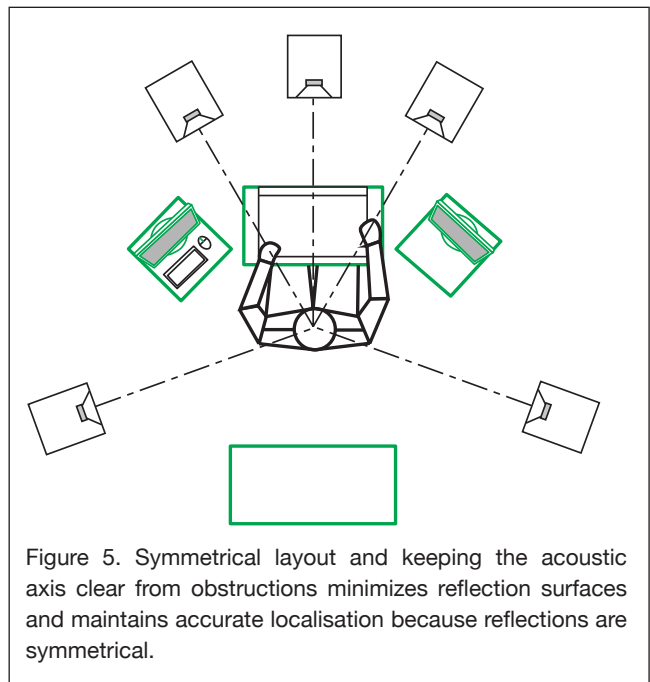 Figure 5. Symmetrical layout and keeping the acoustic
axis clear from obstructions minimizes reflection surfaces
and maintains accurate localisation because reflections are
symmetrical.